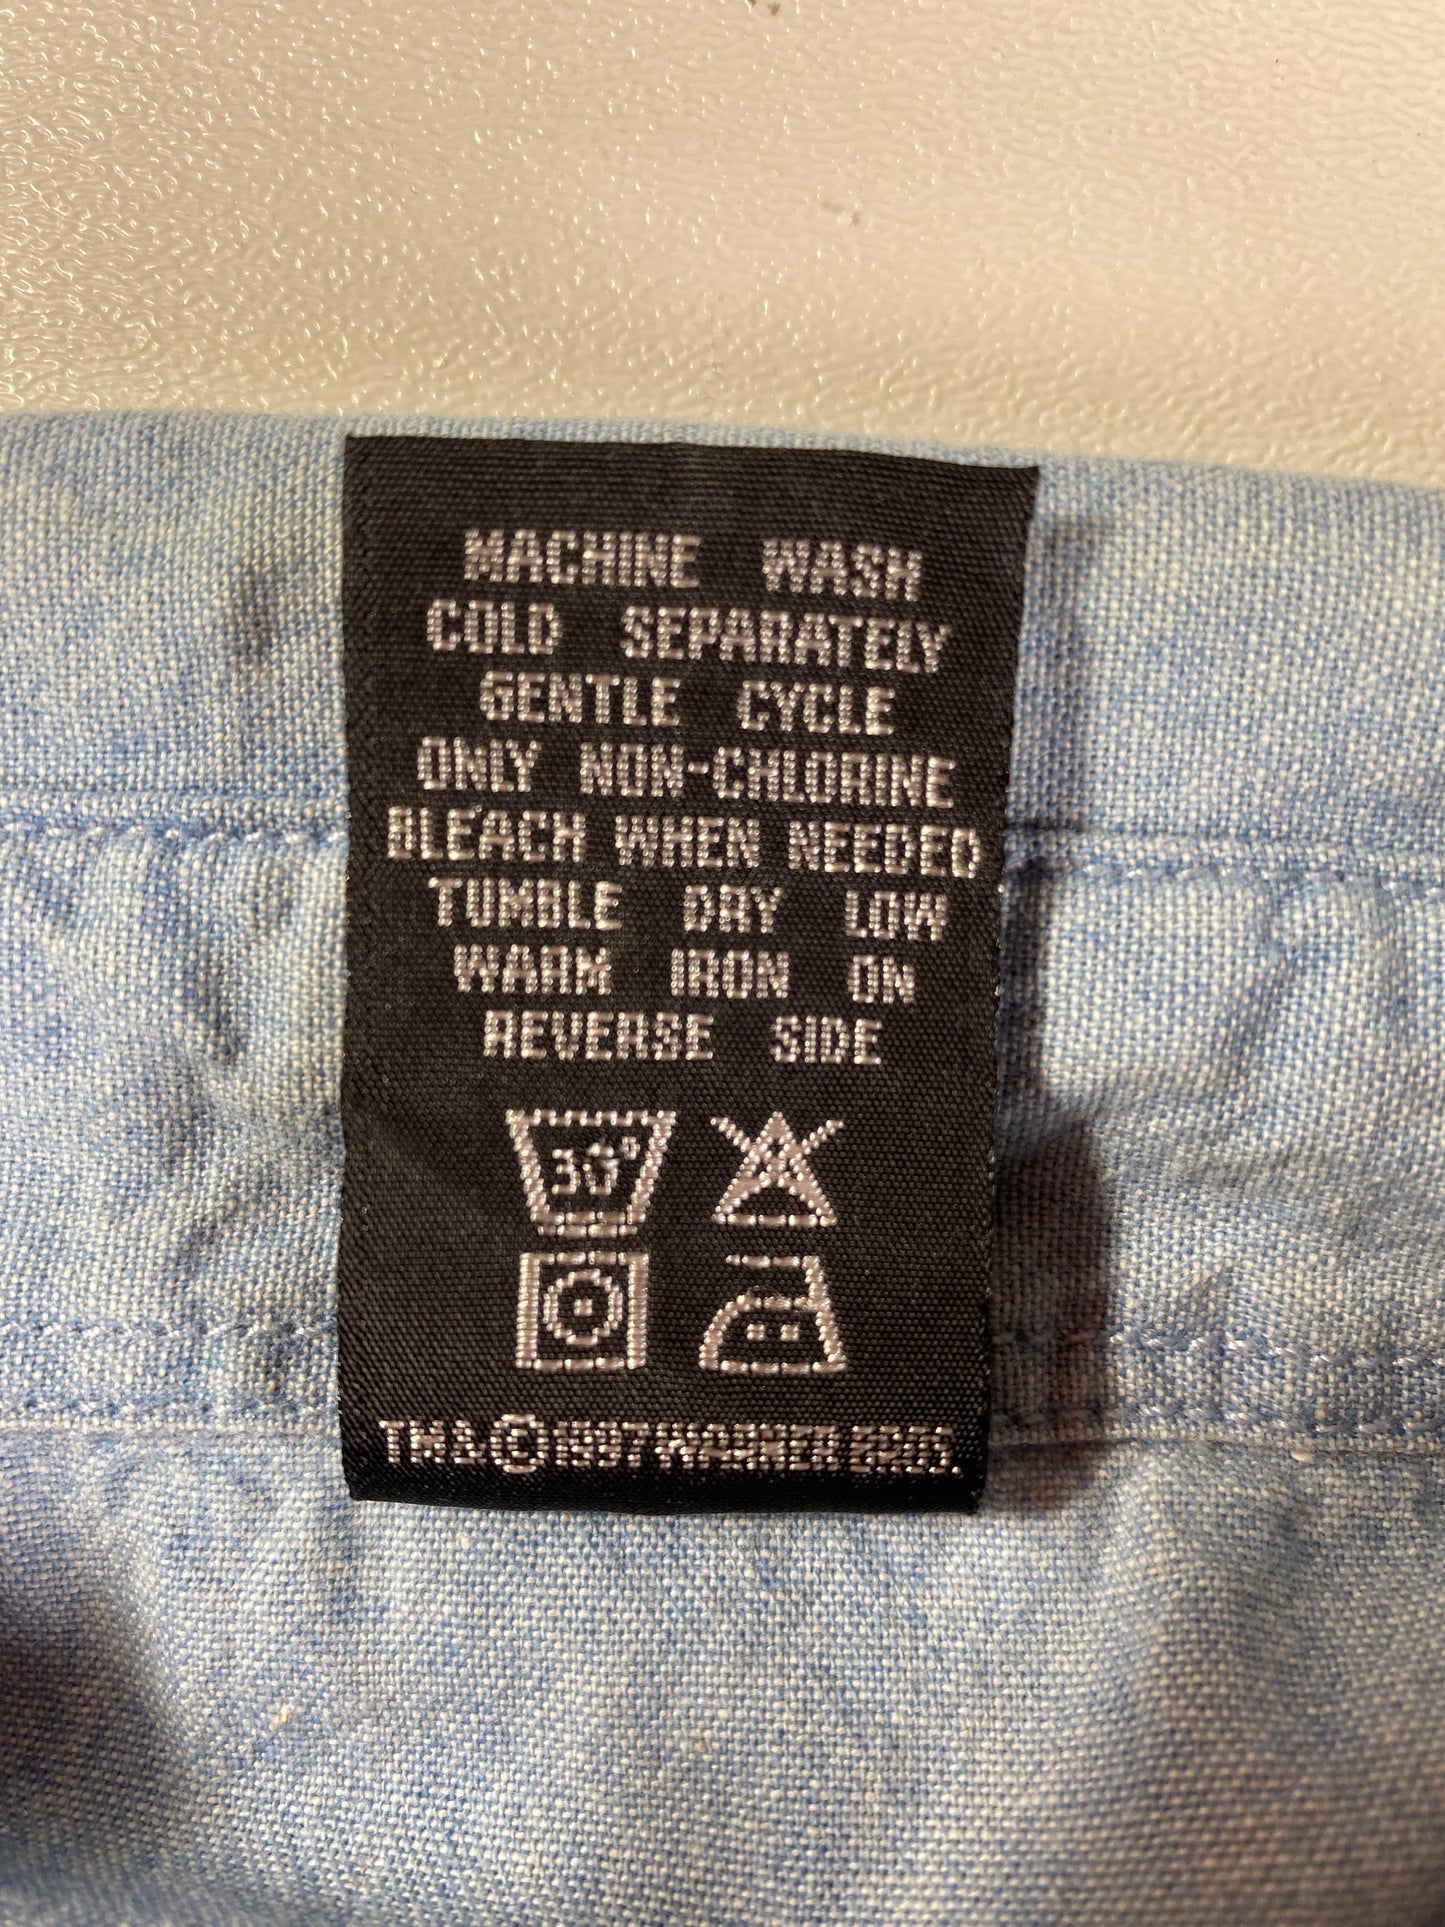 MACHINE WASH
COLD SEPARATELY
GENTLE CYCLE
ONLY NON-CHLORINE
BLEACH WHEN NEEDED
TUMBLE DRY LOW
WARM IRON ON
REVERSE SIDE
30°
TM & © 1997 WARNER BROS.